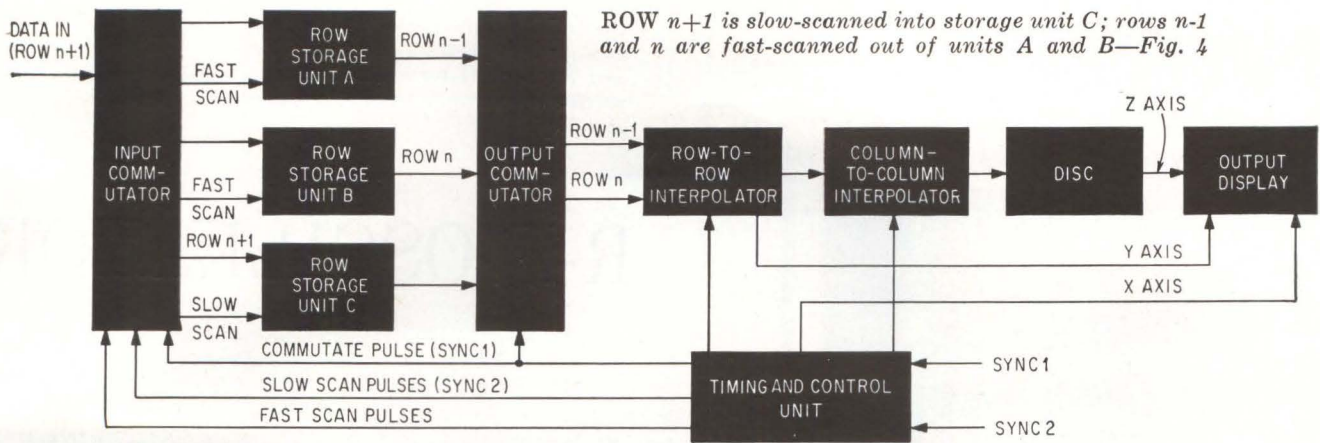 ROW n+1 is slow-scanned into storage unit C; rows n-1
and n are fast-scanned out of units A and B—Fig. 4
DATA IN
(ROW n+1)
INPUT
COMM-
UTATOR
FAST
SCAN
FAST
SCAN
ROW n+1
SLOW
SCAN
ROW
STORAGE
UNIT A
ROW
STORAGE
UNIT B
ROW
STORAGE
UNIT C
ROW n-1
ROW n
OUTPUT
COMM-
UTATOR
ROW n-1
ROW n
ROW-TO-
ROW
INTERPOLATOR
COLUMN-
TO-COLUMN
INTERPOLATOR
DISC
Z AXIS
OUTPUT
DISPLAY
Y AXIS
X AXIS
COMMUTATE PULSE (SYNC1)
SLOW SCAN PULSES (SYNC 2)
FAST SCAN PULSES
TIMING AND CONTROL
UNIT
SYNC1
SYNC 2